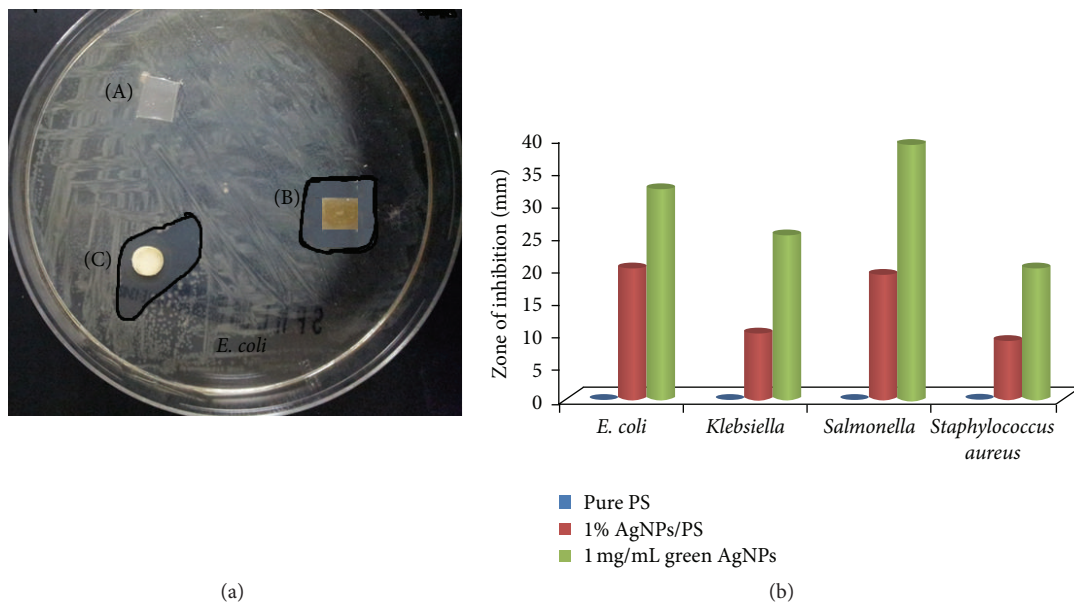 (A)
(B)
(C)
E. coli
Zone of inhibition (mm)
40
35
30
25
20
15
10
5
0
E. coli
Klebsiella
Salmonella
Staphylococcus
aureus
Pure PS
1% AgNPs/PS
1 mg/mL green AgNPs
(a)
(b)